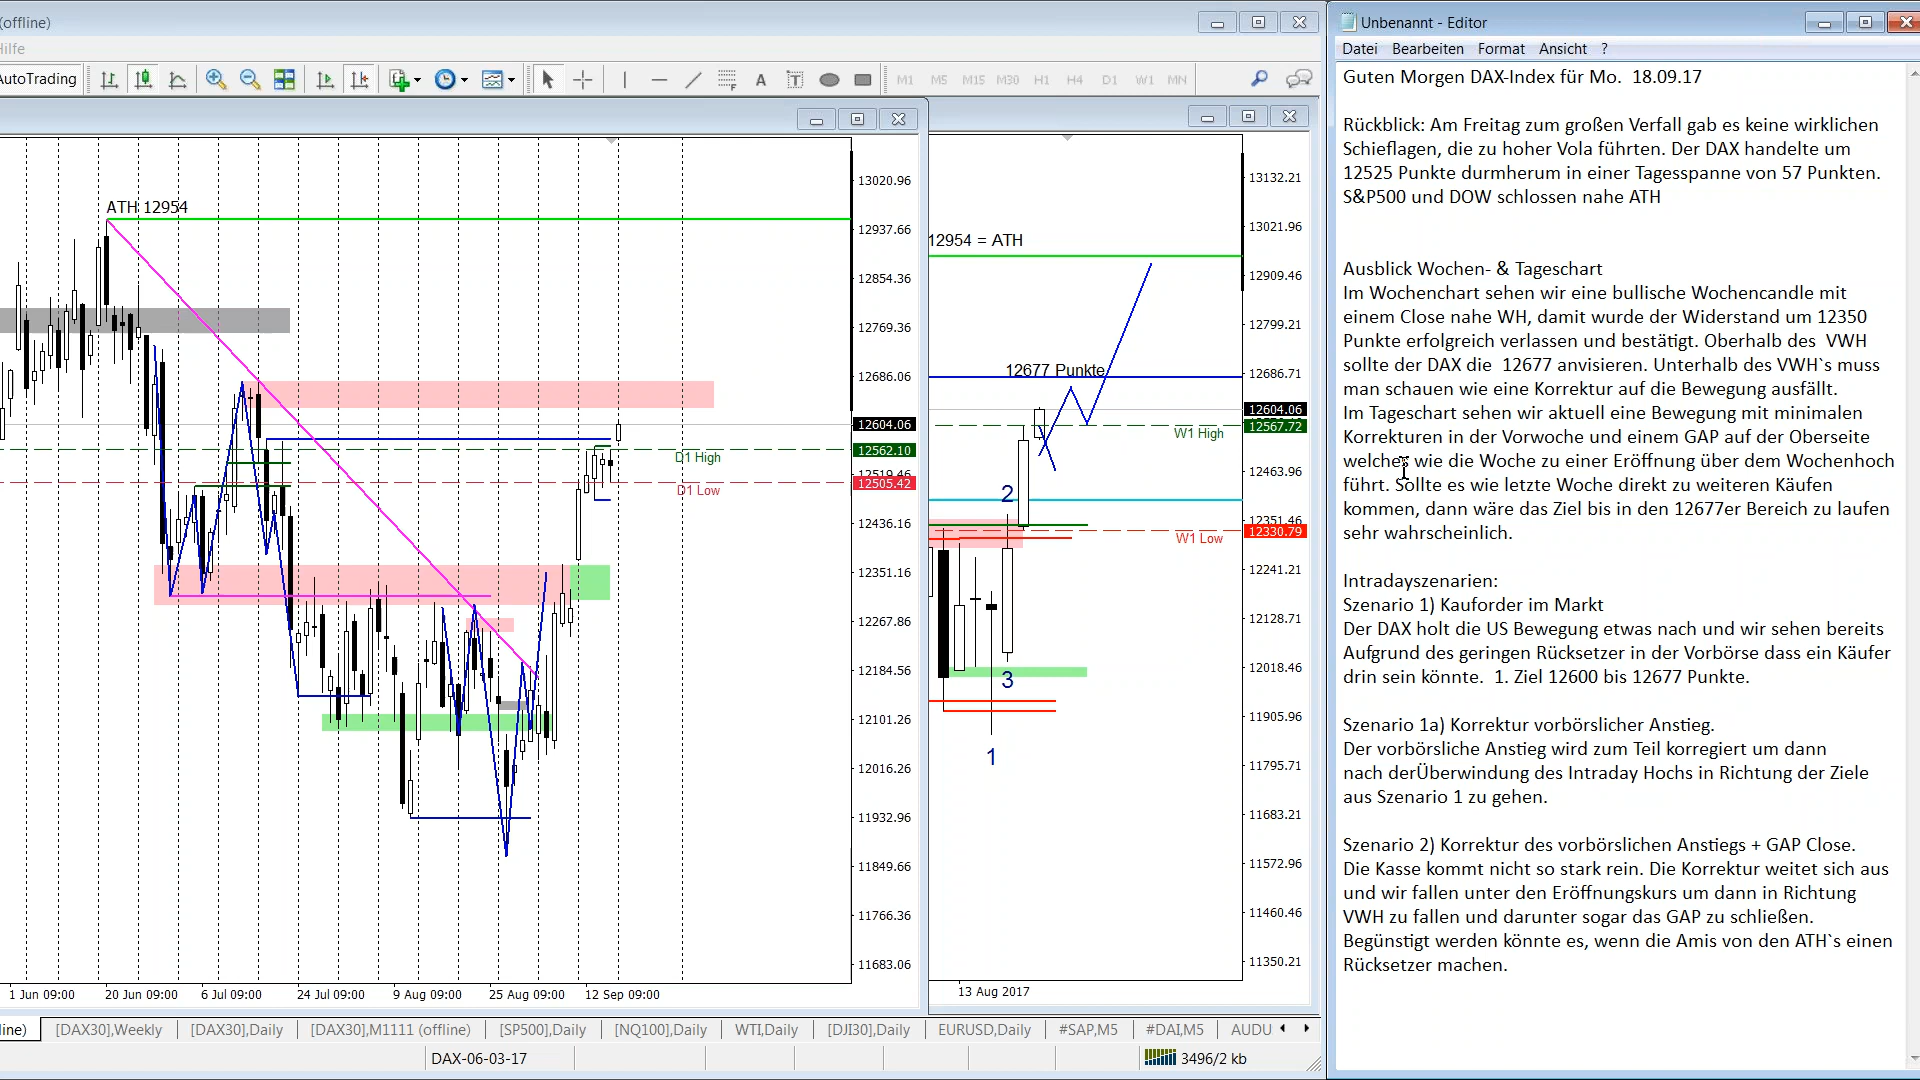 (offline)
Hilfe
AutoTrading
M1 M5 M15 M30 H1 H4 D1 W1 MN
ATH 12954
13020.96
12937.66
12854.36
12769.36
12686.06
12604.06
12562.10
12519.46
12505.42
12436.16
12351.16
12267.86
12184.56
12101.26
12016.26
11932.96
11849.66
11766.36
11683.06
D1 High
D1 Low
1 Jun 09:00 20 Jun 09:00 6 Jul 09:00 24 Jul 09:00 9 Aug 09:00 25 Aug 09:00 12 Sep 09:00
12954 = ATH
12677 Punkte
W1 High
W1 Low
2
3
1
13132.21
13021.96
12909.46
12799.21
12686.71
12604.06
12567.72
12463.96
12351.46
12330.79
12241.21
12128.71
12018.46
11905.96
11795.71
11683.21
11572.96
11460.46
11350.21
13 Aug 2017
line) [DAX30],Weekly [DAX30],Daily [DAX30],M1111 (offline) [SP500],Daily [NQ100],Daily WTI,Daily [DJI30],Daily EURUSD,Daily #SAP,M5 #DAI,M5 AUDU
DAX-06-03-17
3496/2 kb
Unbenannt - Editor
Datei Bearbeiten Format Ansicht ?
Guten Morgen DAX-Index für Mo.  18.09.17
Rückblick: Am Freitag zum großen Verfall gab es keine wirklichen
Schieflagen, die zu hoher Vola führten. Der DAX handelte um
12525 Punkte durmherum in einer Tagesspanne von 57 Punkten.
S&P500 und DOW schlossen nahe ATH
Ausblick Wochen- & Tageschart
Im Wochenchart sehen wir eine bullische Wochencandle mit
einem Close nahe WH, damit wurde der Widerstand um 12350
Punkte erfolgreich verlassen und bestätigt. Oberhalb des  VWH
sollte der DAX die  12677 anvisieren. Unterhalb des VWH`s muss
man schauen wie eine Korrektur auf die Bewegung ausfällt.
Im Tageschart sehen wir aktuell eine Bewegung mit minimalen
Korrekturen in der Vorwoche und einem GAP auf der Oberseite
welches wie die Woche zu einer Eröffnung über dem Wochenhoch
führt. Sollte es wie letzte Woche direkt zu weiteren Käufen
kommen, dann wäre das Ziel bis in den 12677er Bereich zu laufen
sehr wahrscheinlich.
Intradayszenarien:
Szenario 1) Kauforder im Markt
Der DAX holt die US Bewegung etwas nach und wir sehen bereits
Aufgrund des geringen Rücksetzer in der Vorbörse dass ein Käufer
drin sein könnte.  1. Ziel 12600 bis 12677 Punkte.
Szenario 1a) Korrektur vorbörslicher Anstieg.
Der vorbörsliche Anstieg wird zum Teil korregiert um dann
nach derÜberwindung des Intraday Hochs in Richtung der Ziele
aus Szenario 1 zu gehen.
Szenario 2) Korrektur des vorbörslichen Anstiegs + GAP Close.
Die Kasse kommt nicht so stark rein. Die Korrektur weitet sich aus
und wir fallen unter den Eröffnungskurs um dann in Richtung
VWH zu fallen und darunter sogar das GAP zu schließen.
Begünstigt werden könnte es, wenn die Amis von den ATH`s einen
Rücksetzer machen.